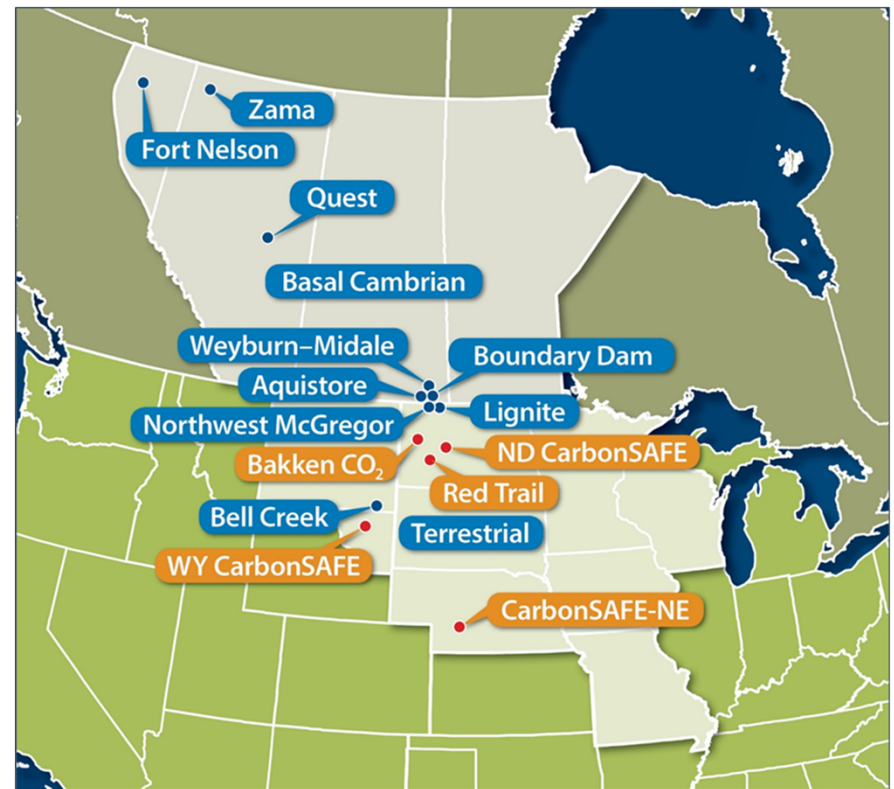 Zama
Fort Nelson
Quest
Basal Cambrian
Weyburn–Midale
Boundary Dam
Aquistore
Northwest McGregor
Lignite
Bakken CO₂
ND CarbonSAFE
Red Trail
Bell Creek
Terrestrial
WY CarbonSAFE
CarbonSAFE-NE